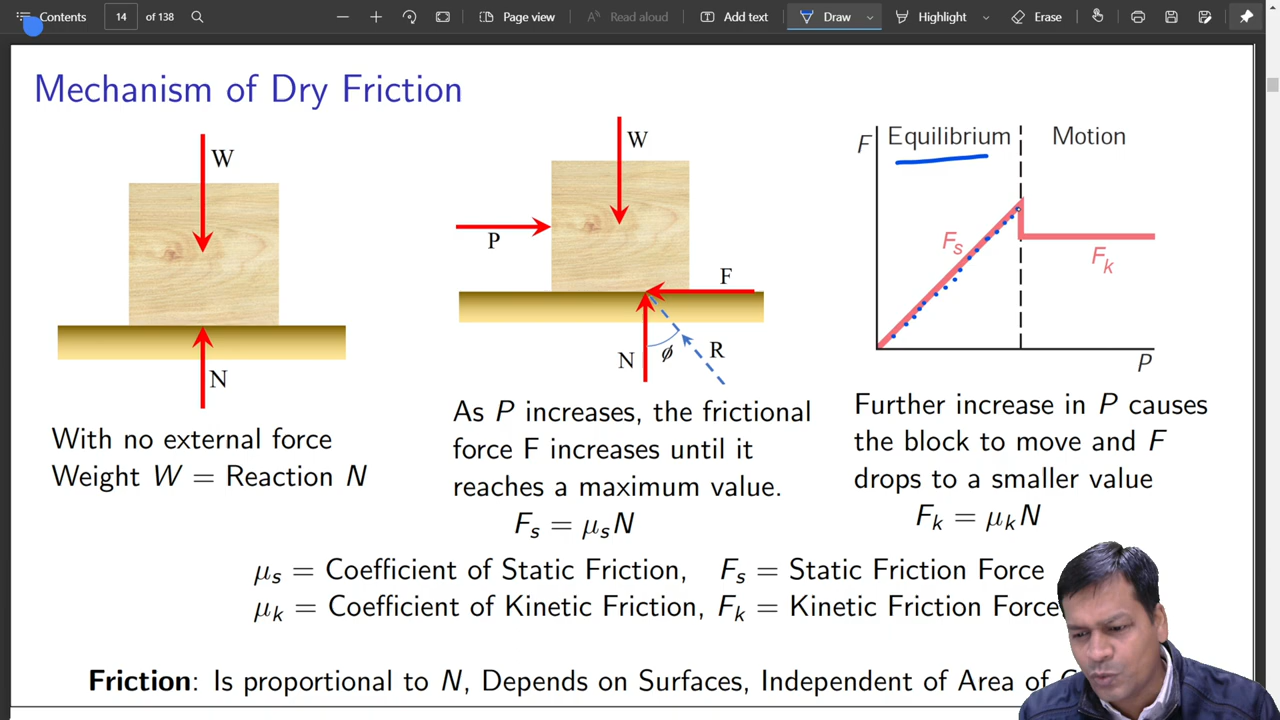 Contents 14 of 138 Page view Read aloud Add text Draw Highlight Erase
Mechanism of Dry Friction
W
N
With no external force
Weight W = Reaction N
W
P
F
N
ϕ
R
As P increases, the frictional
force F increases until it
reaches a maximum value.
Fₛ = μₛN
F
Equilibrium
Motion
Fₛ
Fₖ
P
Further increase in P causes
the block to move and F
drops to a smaller value
Fₖ = μₖN
μₛ = Coefficient of Static Friction, Fₛ = Static Friction Force
μₖ = Coefficient of Kinetic Friction, Fₖ = Kinetic Friction Force
Friction: Is proportional to N, Depends on Surfaces, Independent of Area of